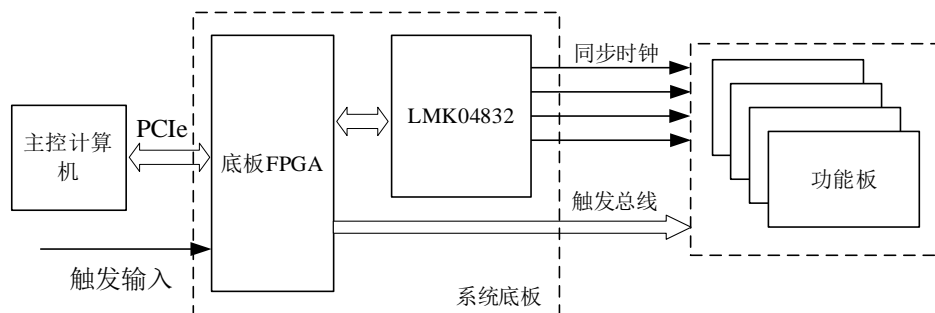 主控计算
机
PCIe
触发输入
底板FPGA
LMK04832
同步时钟
触发总线
系统底板
功能板